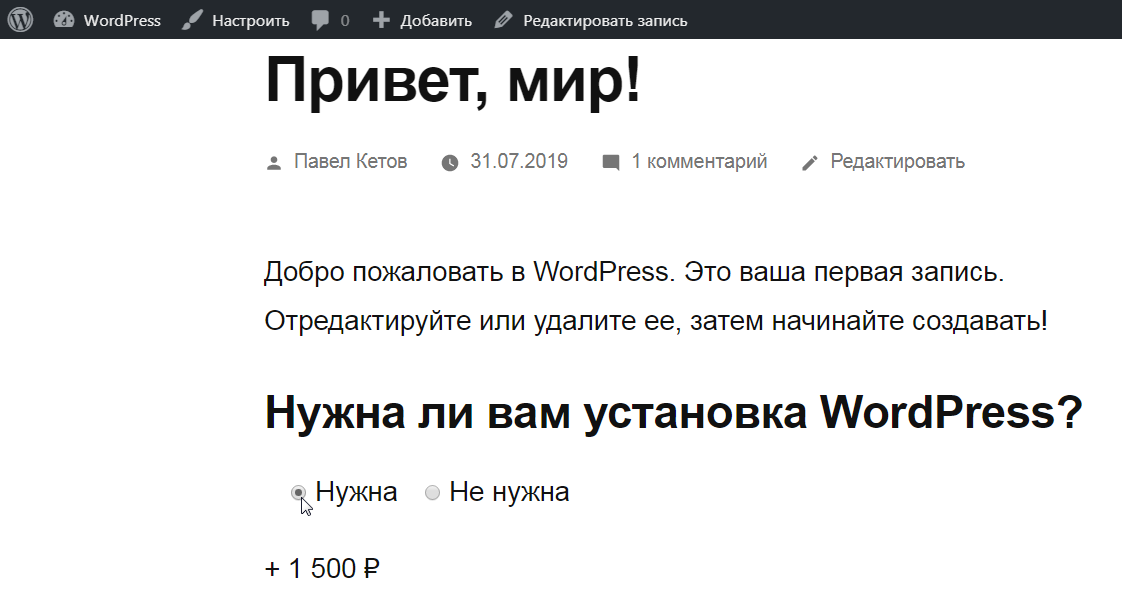 WordPress Настроить 0 Добавить Редактировать запись
Привет, мир!
Павел Кетов 31.07.2019 1 комментарий Редактировать
Добро пожаловать в WordPress. Это ваша первая запись.
Отредактируйте или удалите ее, затем начинайте создавать!
Нужна ли вам установка WordPress?
Нужна Не нужна
+ 1 500 ₽